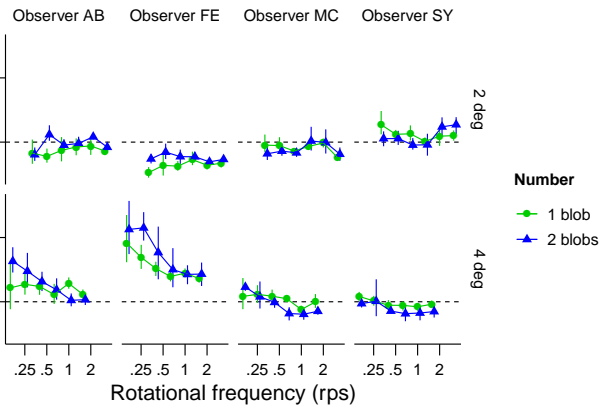 Observer AB Observer FE Observer MC Observer SY
2 deg
Number
1 blob
2 blobs
4 deg
.25 .5 1 2 .25 .5 1 2 .25 .5 1 2 .25 .5 1 2
Rotational frequency (rps)